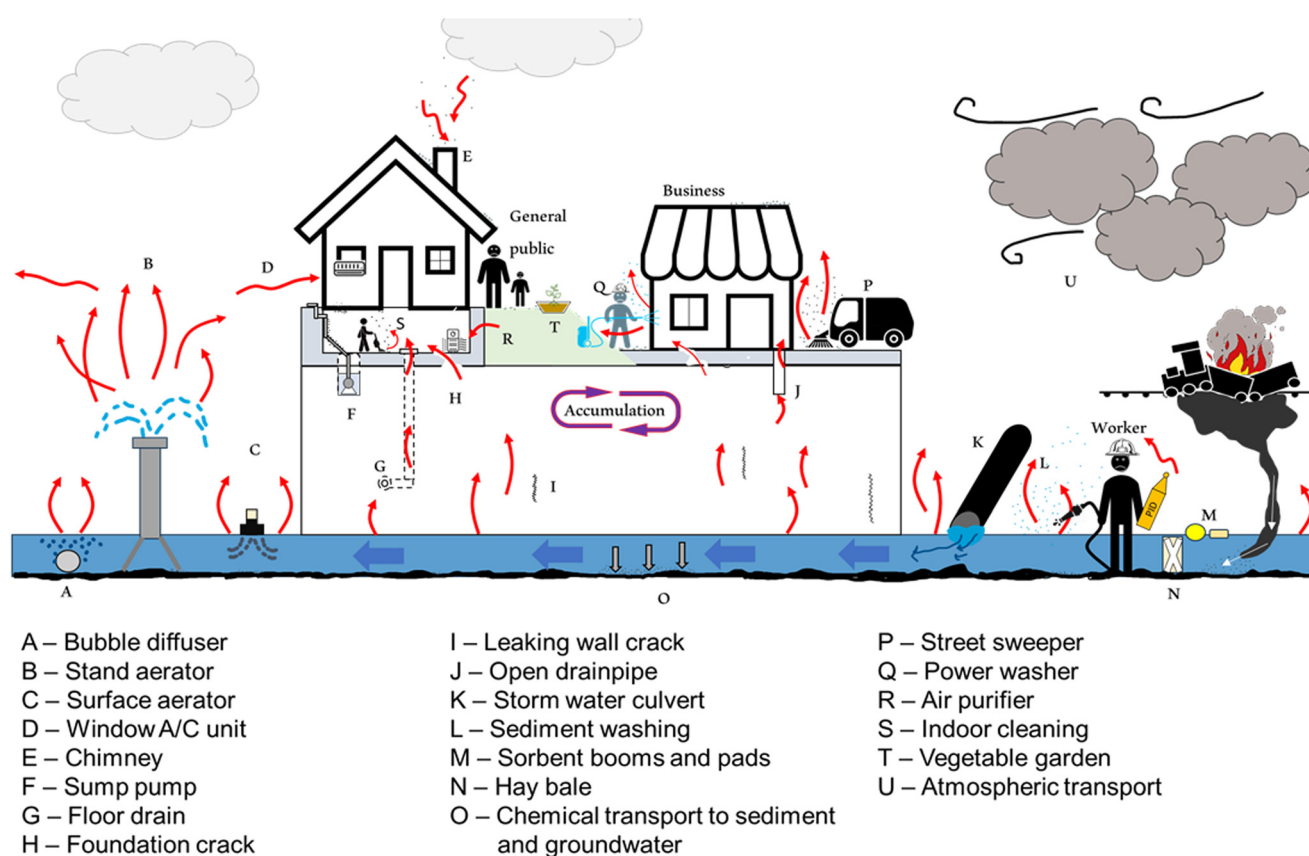 E
Business
General
public
B
D
Q
P
U
S
T
R
F
H
Accumulation
J
C
G
I
K
Worker
L
PID
M
A
O
N
A – Bubble diffuser
B – Stand aerator
C – Surface aerator
D – Window A/C unit
E – Chimney
F – Sump pump
G – Floor drain
H – Foundation crack
I – Leaking wall crack
J – Open drainpipe
K – Storm water culvert
L – Sediment washing
M – Sorbent booms and pads
N – Hay bale
O – Chemical transport to sediment
and groundwater
P – Street sweeper
Q – Power washer
R – Air purifier
S – Indoor cleaning
T – Vegetable garden
U – Atmospheric transport